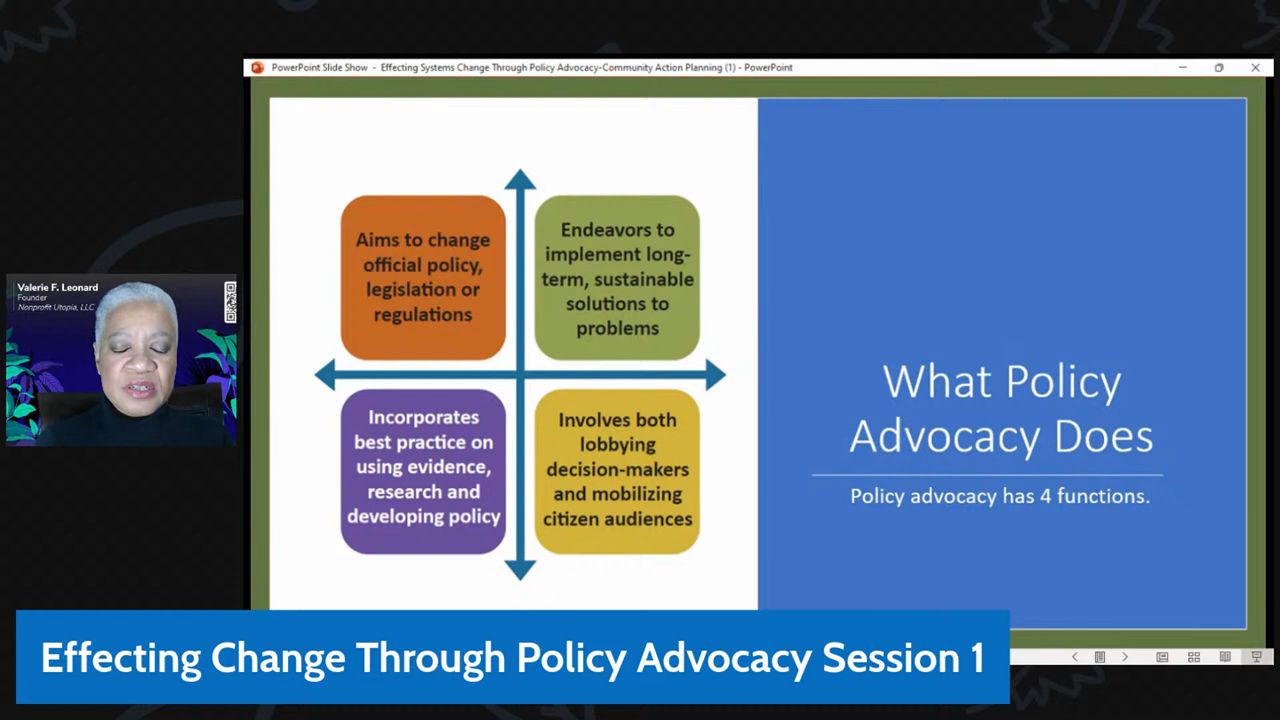 PowerPoint Slide Show - Effecting Systems Change Through Policy Advocacy-Community Action Planning (1) - PowerPoint
Aims to change
official policy,
legislation or
regulations
Endeavors to
implement long-
term, sustainable
solutions to
problems
Incorporates
best practice on
using evidence,
research and
developing policy
Involves both
lobbying
decision-makers
and mobilizing
citizen audiences
What Policy
Advocacy Does
Policy advocacy has 4 functions.
Valerie F. Leonard
Founder
Nonprofit Utopia, LLC
Effecting Change Through Policy Advocacy Session 1